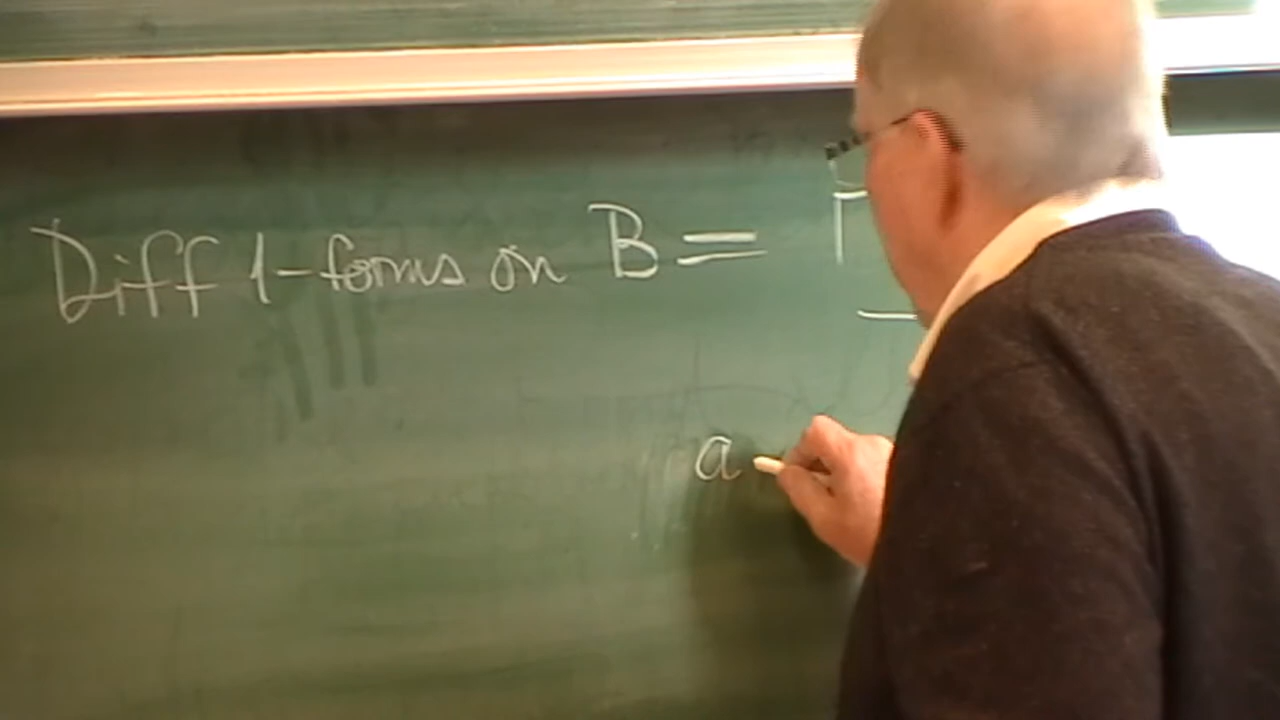 Diff 1-forms on B = Γ
a